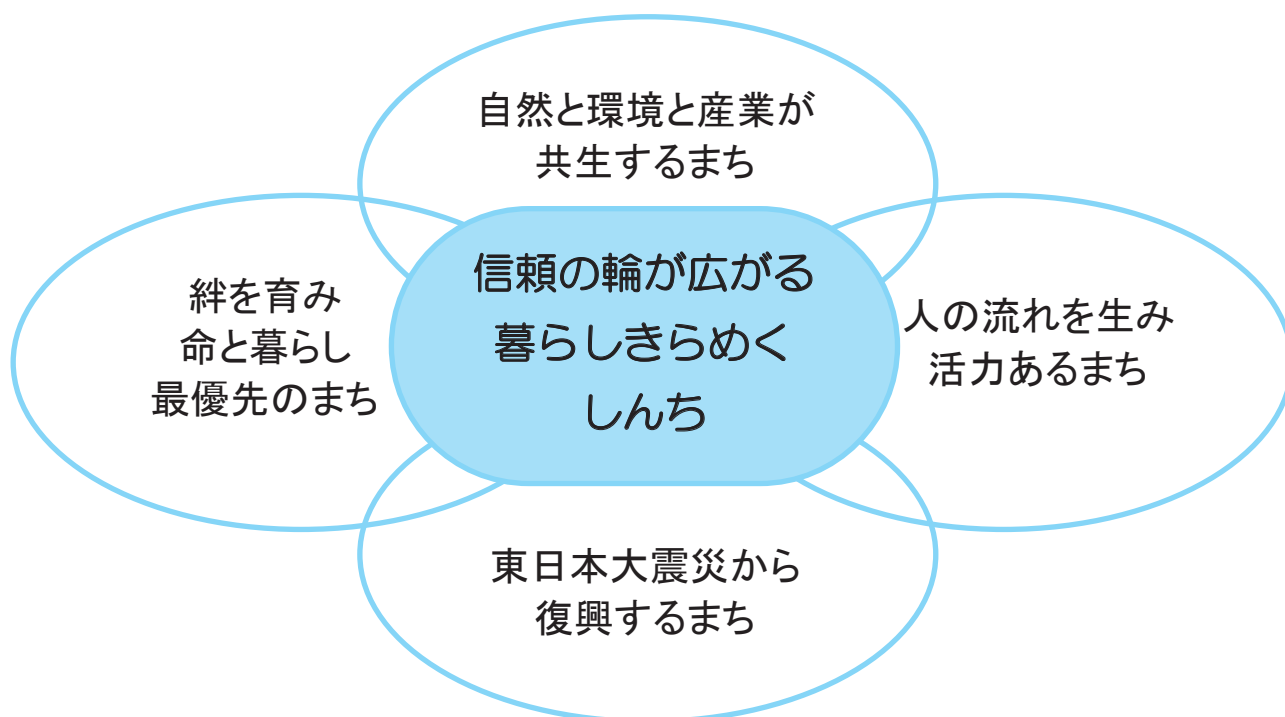 自然と環境と産業が
共生するまち
絆を育み
命と暮らし
最優先のまち
信頼の輪が広がる
暮らしきらめく
しんち
人の流れを生み
活力あるまち
東日本大震災から
復興するまち